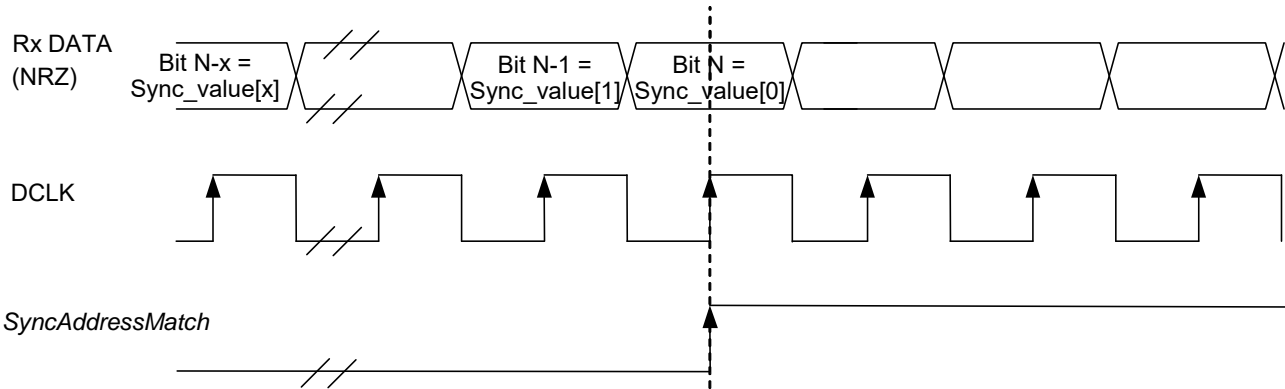 Rx DATA
(NRZ)
Bit N-x =
Sync_value[x]
Bit N-1 =
Sync_value[1]
Bit N =
Sync_value[0]
DCLK
SyncAddressMatch